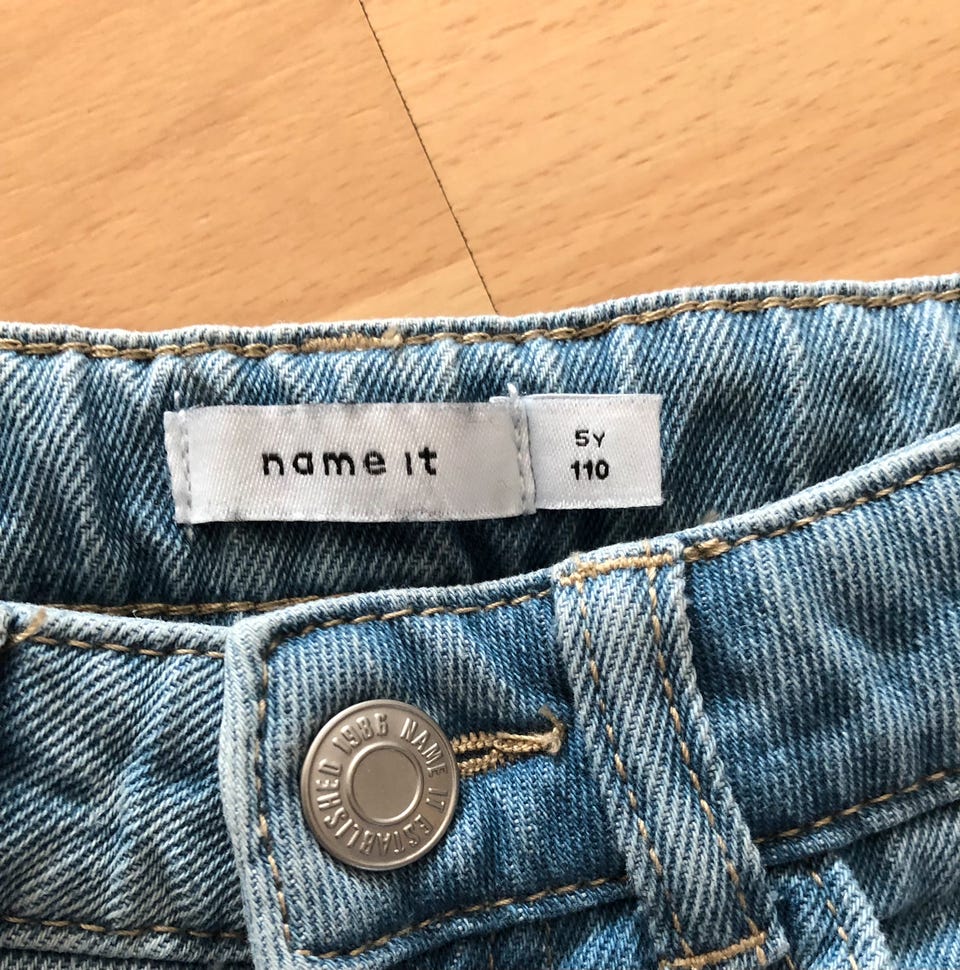 name it
5Y
110
NAME IT ESTABLISHED 1986